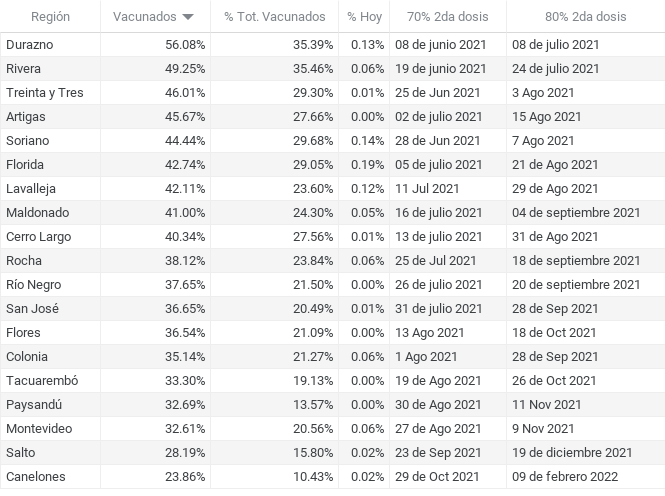 Región Vacunados % Tot. Vacunados % Hoy 70% 2da dosis 80% 2da dosis
Durazno 56.08% 35.39% 0.13% 08 de junio 2021 08 de julio 2021
Rivera 49.25% 35.46% 0.06% 19 de junio 2021 24 de julio 2021
Treinta y Tres 46.01% 29.30% 0.01% 25 de Jun 2021 3 Ago 2021
Artigas 45.67% 27.66% 0.00% 02 de julio 2021 15 Ago 2021
Soriano 44.44% 29.68% 0.14% 28 de Jun 2021 7 Ago 2021
Florida 42.74% 29.05% 0.19% 05 de julio 2021 21 de Ago 2021
Lavalleja 42.11% 23.60% 0.12% 11 Jul 2021 29 de Ago 2021
Maldonado 41.00% 24.30% 0.05% 16 de julio 2021 04 de septiembre 2021
Cerro Largo 40.34% 27.56% 0.01% 13 de julio 2021 31 de Ago 2021
Rocha 38.12% 23.84% 0.06% 25 de Jul 2021 18 de septiembre 2021
Río Negro 37.65% 21.50% 0.00% 26 de julio 2021 20 de septiembre 2021
San José 36.65% 20.49% 0.01% 31 de julio 2021 28 de Sep 2021
Flores 36.54% 21.09% 0.00% 13 Ago 2021 18 de Oct 2021
Colonia 35.14% 21.27% 0.06% 1 Ago 2021 28 de Sep 2021
Tacuarembó 33.30% 19.13% 0.00% 19 de Ago 2021 26 de Oct 2021
Paysandú 32.69% 13.57% 0.00% 30 de Ago 2021 11 Nov 2021
Montevideo 32.61% 20.56% 0.06% 27 de Ago 2021 9 Nov 2021
Salto 28.19% 15.80% 0.02% 23 de Sep 2021 19 de diciembre 2021
Canelones 23.86% 10.43% 0.02% 29 de Oct 2021 09 de febrero 2022